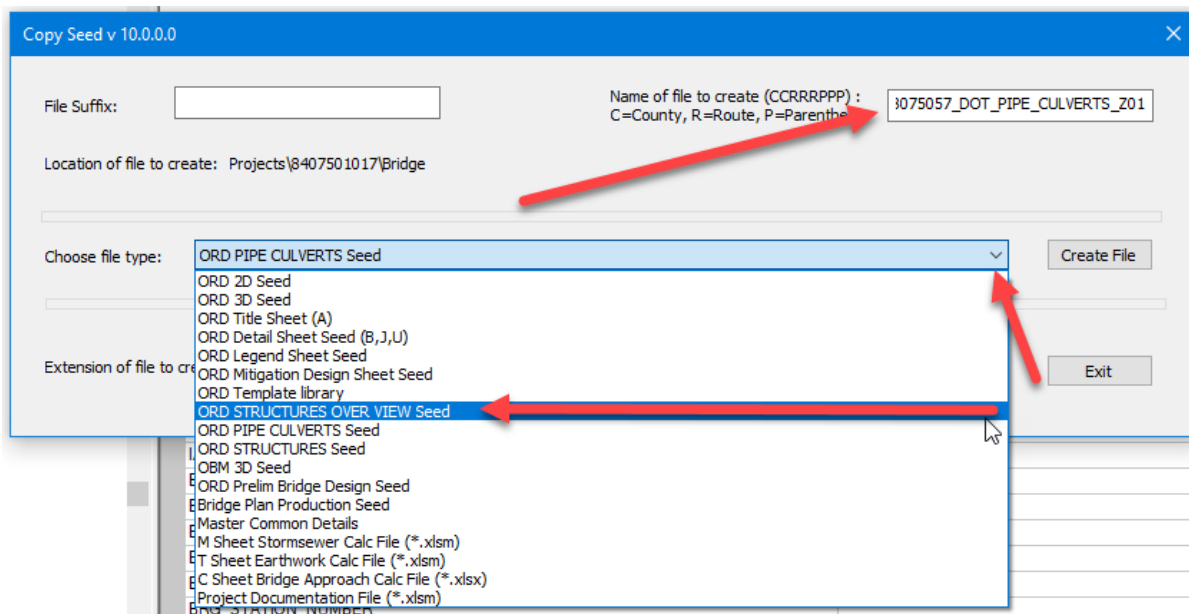 Copy Seed v 10.0.0.0
File Suffix:
Name of file to create (CCRRRPPP) :
C=County, R=Route, P=Parenthe
3075057_DOT_PIPE_CULVERTS_Z01
Location of file to create: Projects\8407501017\Bridge
Choose file type:
ORD PIPE CULVERTS Seed
Create File
ORD 2D Seed
ORD 3D Seed
ORD Title Sheet (A)
ORD Detail Sheet Seed (B,J,U)
ORD Legend Sheet Seed
Extension of file to cre
ORD Mitigation Design Sheet Seed
Exit
ORD Template library
ORD STRUCTURES OVER VIEW Seed
ORD PIPE CULVERTS Seed
ORD STRUCTURES Seed
OBM 3D Seed
ORD Prelim Bridge Design Seed
Bridge Plan Production Seed
Master Common Details
M Sheet Stormsewer Calc File (*.xlsm)
T Sheet Earthwork Calc File (*.xlsm)
C Sheet Bridge Approach Calc File (*.xlsx)
Project Documentation File (*.xlsm)
BRG STATION NUMBER